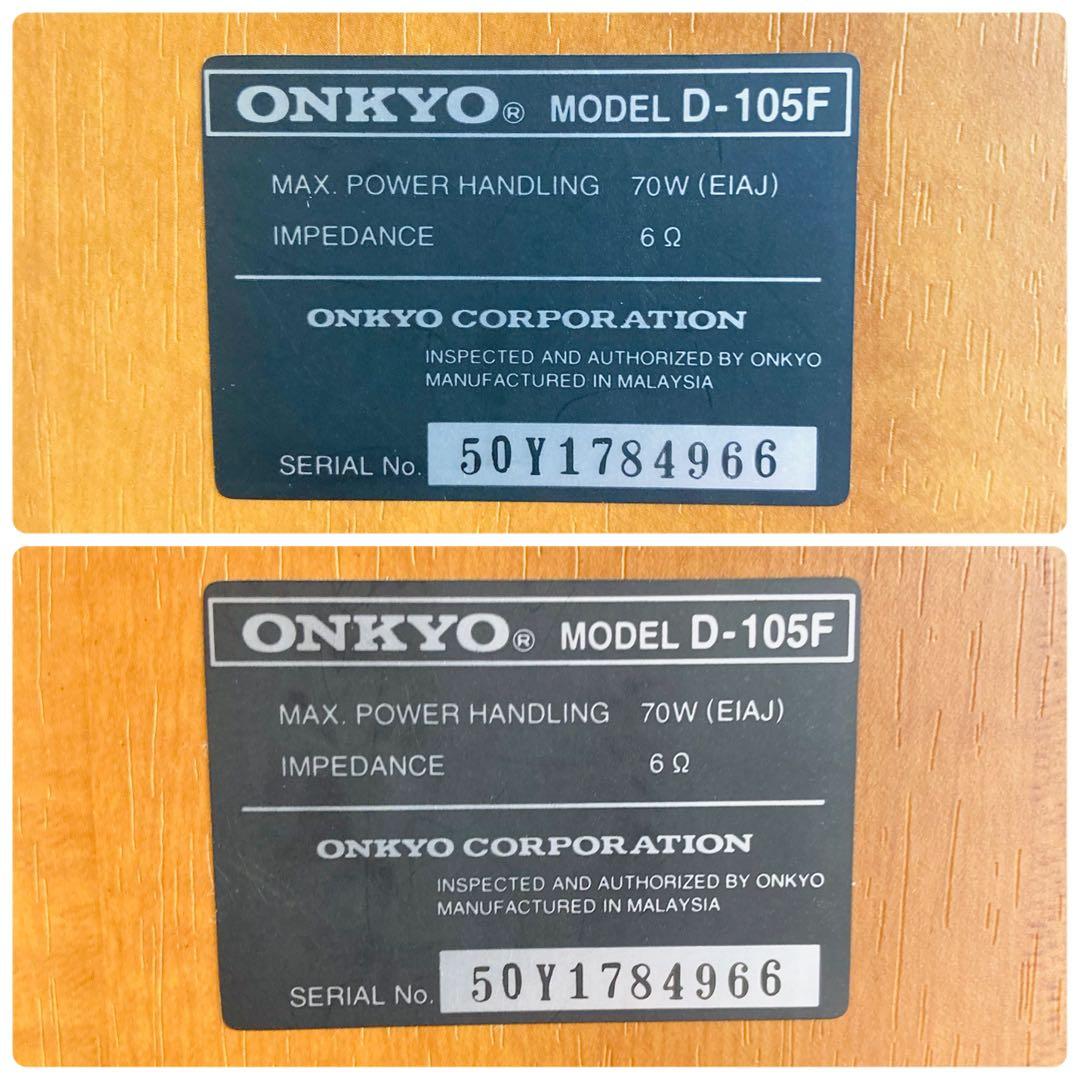 ONKYO® MODEL D-105F
MAX. POWER HANDLING 70W (EIAJ)
IMPEDANCE 6 Ω
ONKYO CORPORATION
INSPECTED AND AUTHORIZED BY ONKYO
MANUFACTURED IN MALAYSIA
SERIAL No. 50Y1784966
ONKYO® MODEL D-105F
MAX. POWER HANDLING 70W (EIAJ)
IMPEDANCE 6 Ω
ONKYO CORPORATION
INSPECTED AND AUTHORIZED BY ONKYO
MANUFACTURED IN MALAYSIA
SERIAL No. 50Y1784966